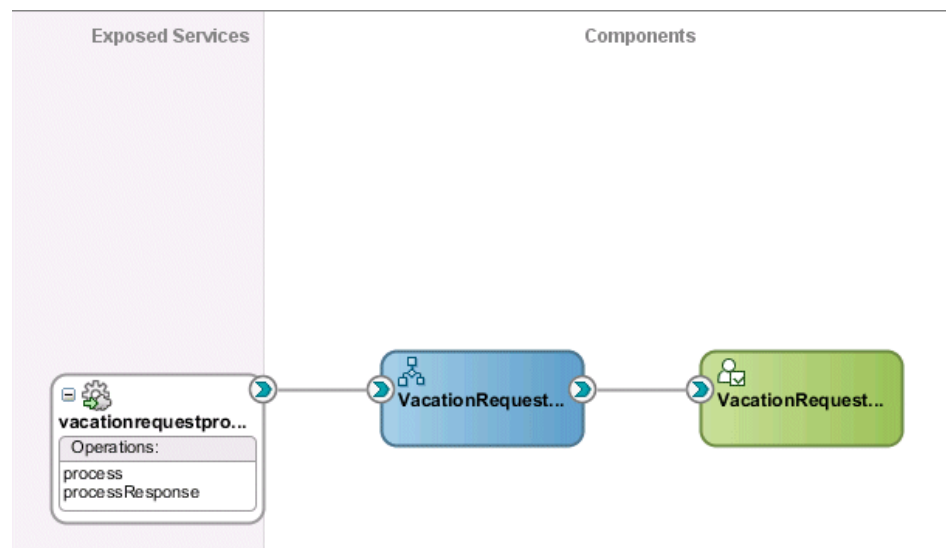 Exposed Services
Components
vacationrequestpro...
Operations:
process
processResponse
VacationRequest...
VacationRequest...